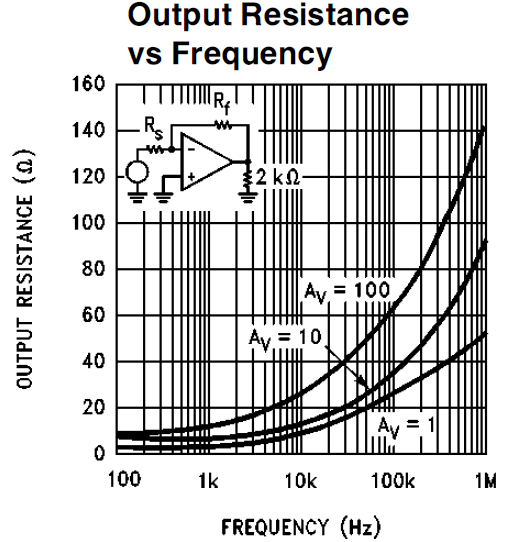 Output Resistance
vs Frequency
160
140
120
100
80
60
40
20
0
OUTPUT RESISTANCE (Ω)
Rf
Rs
−
+
2 kΩ
AV = 100
AV = 10
AV = 1
100 1k 10k 100k 1M
FREQUENCY (Hz)